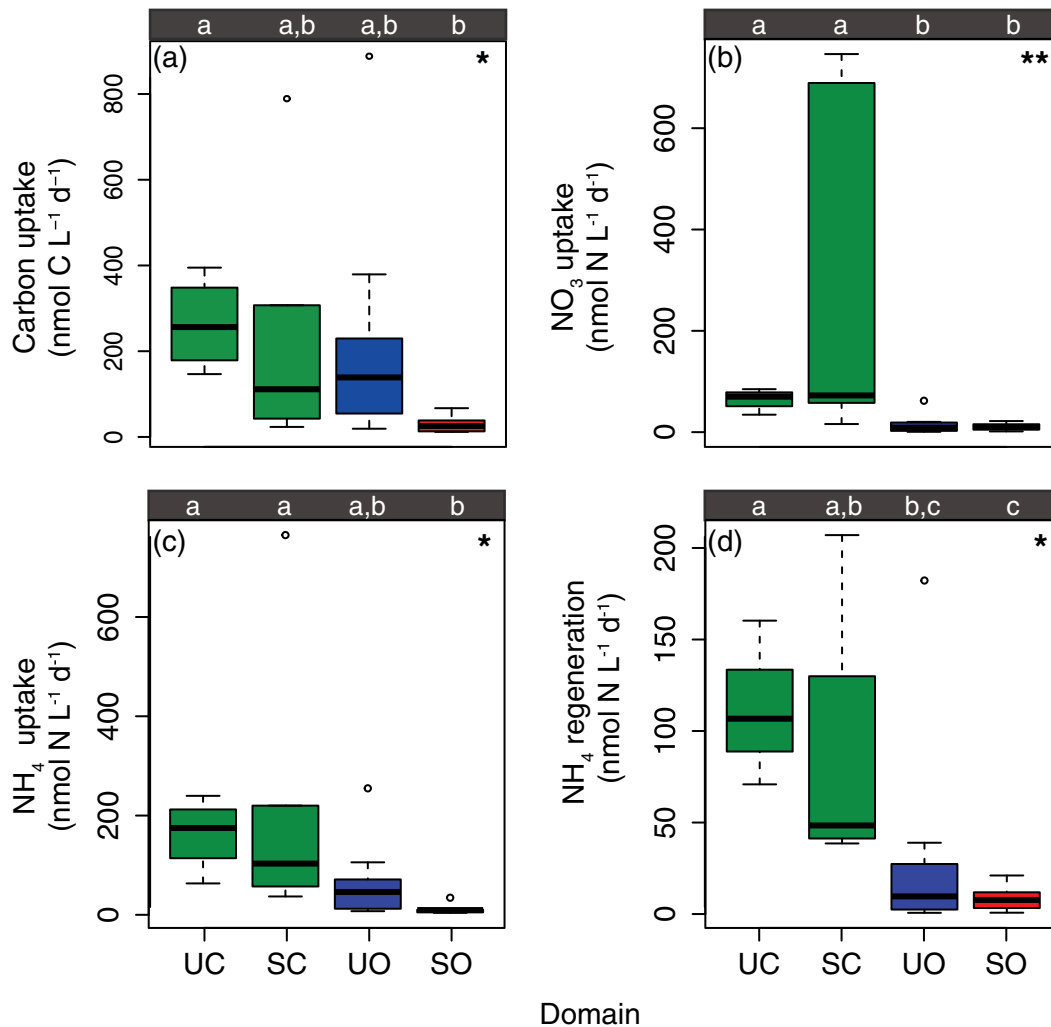 a a,b a,b b
(a) *
Carbon uptake
(nmol C L⁻¹ d⁻¹)
800
600
400
200
0
a a b b
(b) **
NO₃ uptake
(nmol N L⁻¹ d⁻¹)
600
400
200
0
a a a,b b
(c) *
NH₄ uptake
(nmol N L⁻¹ d⁻¹)
600
400
200
0
UC SC UO SO
a a,b b,c c
(d) *
NH₄ regeneration
(nmol N L⁻¹ d⁻¹)
200
150
100
50
0
UC SC UO SO
Domain